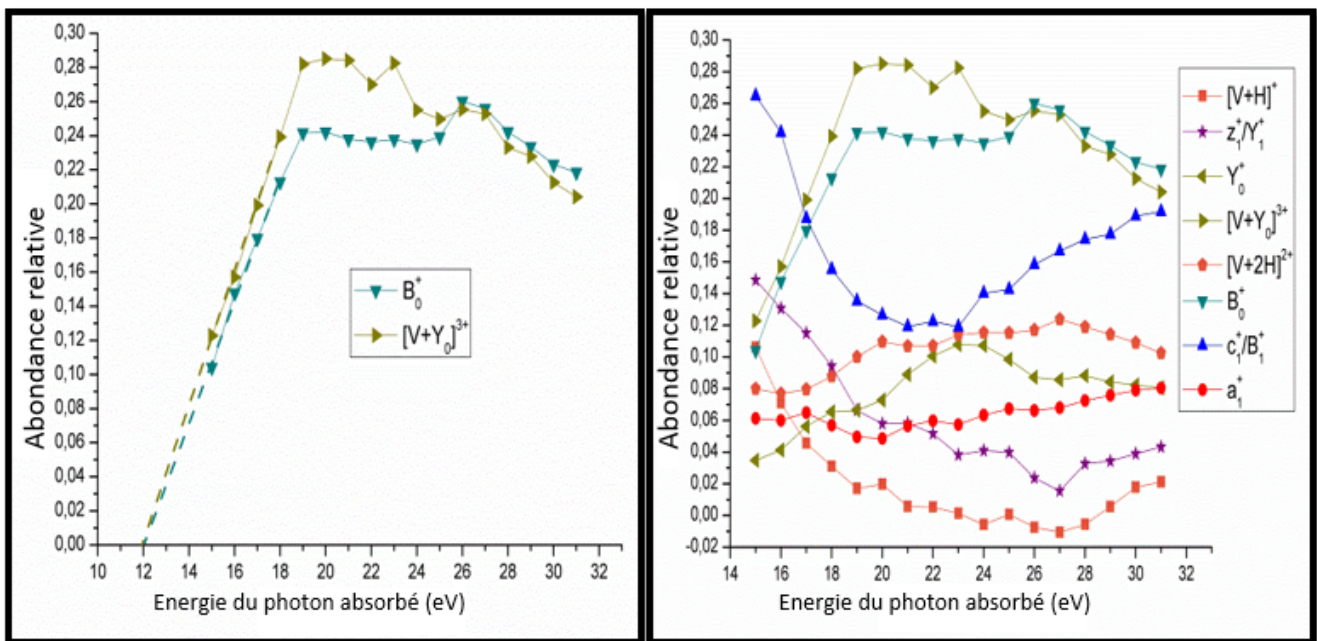 0,30
0,28
0,26
0,24
0,22
0,20
0,18
0,16
0,14
0,12
0,10
0,08
0,06
0,04
0,02
0,00
Abondance relative
B₀⁺
[V+Y₀]³⁺
10 12 14 16 18 20 22 24 26 28 30 32
Energie du photon absorbé (eV)
0,30
0,28
0,26
0,24
0,22
0,20
0,18
0,16
0,14
0,12
0,10
0,08
0,06
0,04
0,02
0,00
-0,02
Abondance relative
[V+H]⁺
z₁⁺/Y₁⁺
Y₀⁺
[V+Y₀]³⁺
[V+2H]²⁺
B₀⁺
c₁⁺/B₁⁺
a₁⁺
14 16 18 20 22 24 26 28 30 32
Energie du photon absorbé (eV)